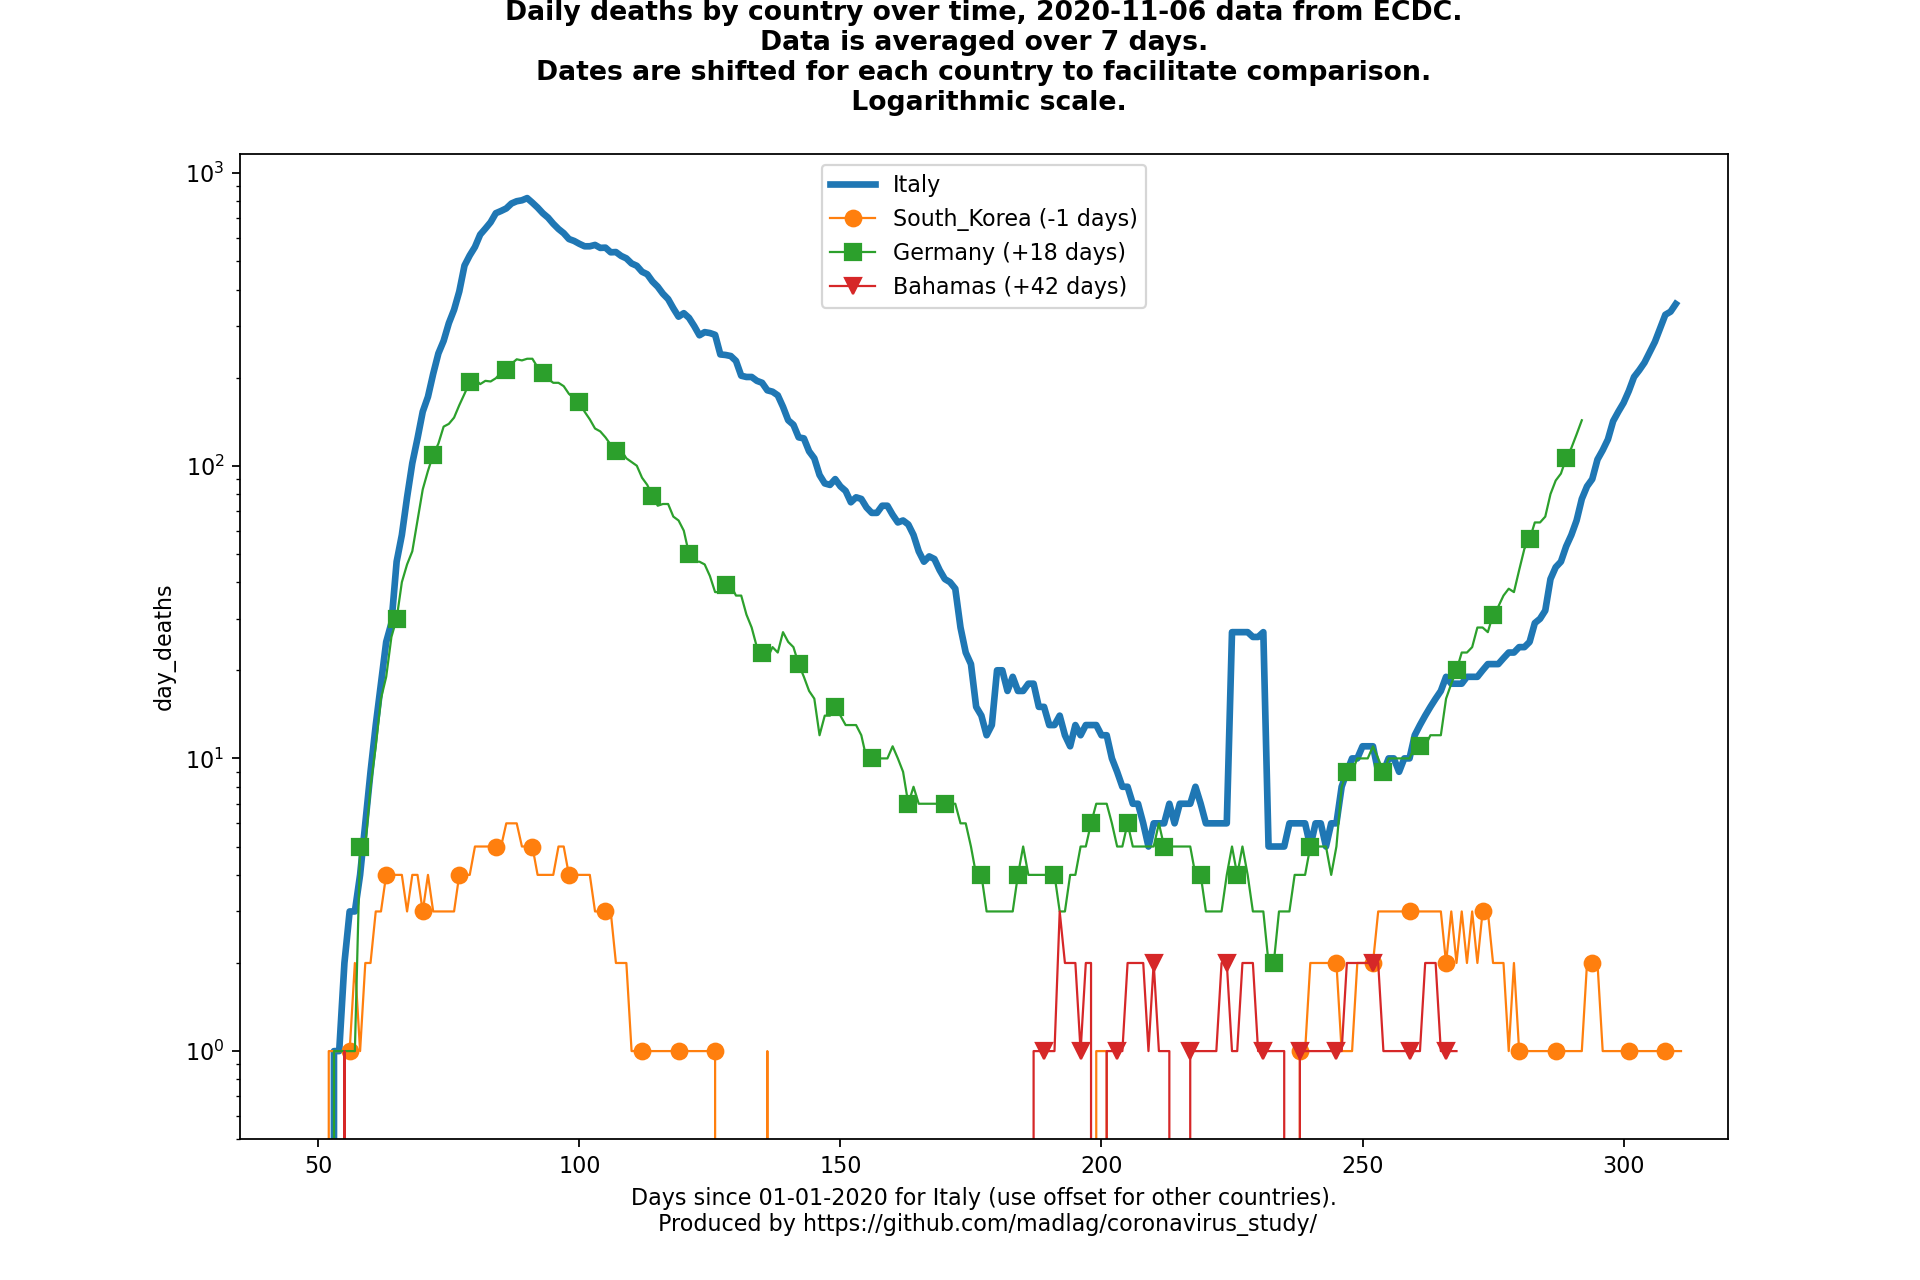 Daily deaths by country over time, 2020-11-06 data from ECDC.
Data is averaged over 7 days.
Dates are shifted for each country to facilitate comparison.
Logarithmic scale.
Italy
South_Korea (-1 days)
Germany (+18 days)
Bahamas (+42 days)
day_deaths
10³
10²
10¹
10⁰
50 100 150 200 250 300
Days since 01-01-2020 for Italy (use offset for other countries).
Produced by https://github.com/madlag/coronavirus_study/